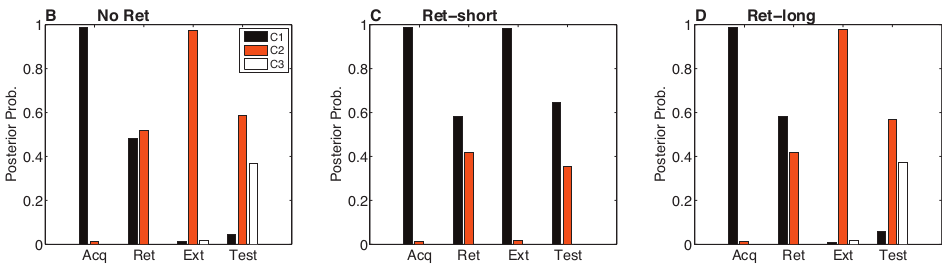 B No Ret
C Ret−short
D Ret−long
Posterior Prob.
1
0.8
0.6
0.4
0.2
0
Acq Ret Ext Test
C1
C2
C3
Posterior Prob.
1
0.8
0.6
0.4
0.2
0
Acq Ret Ext Test
Posterior Prob.
1
0.8
0.6
0.4
0.2
0
Acq Ret Ext Test